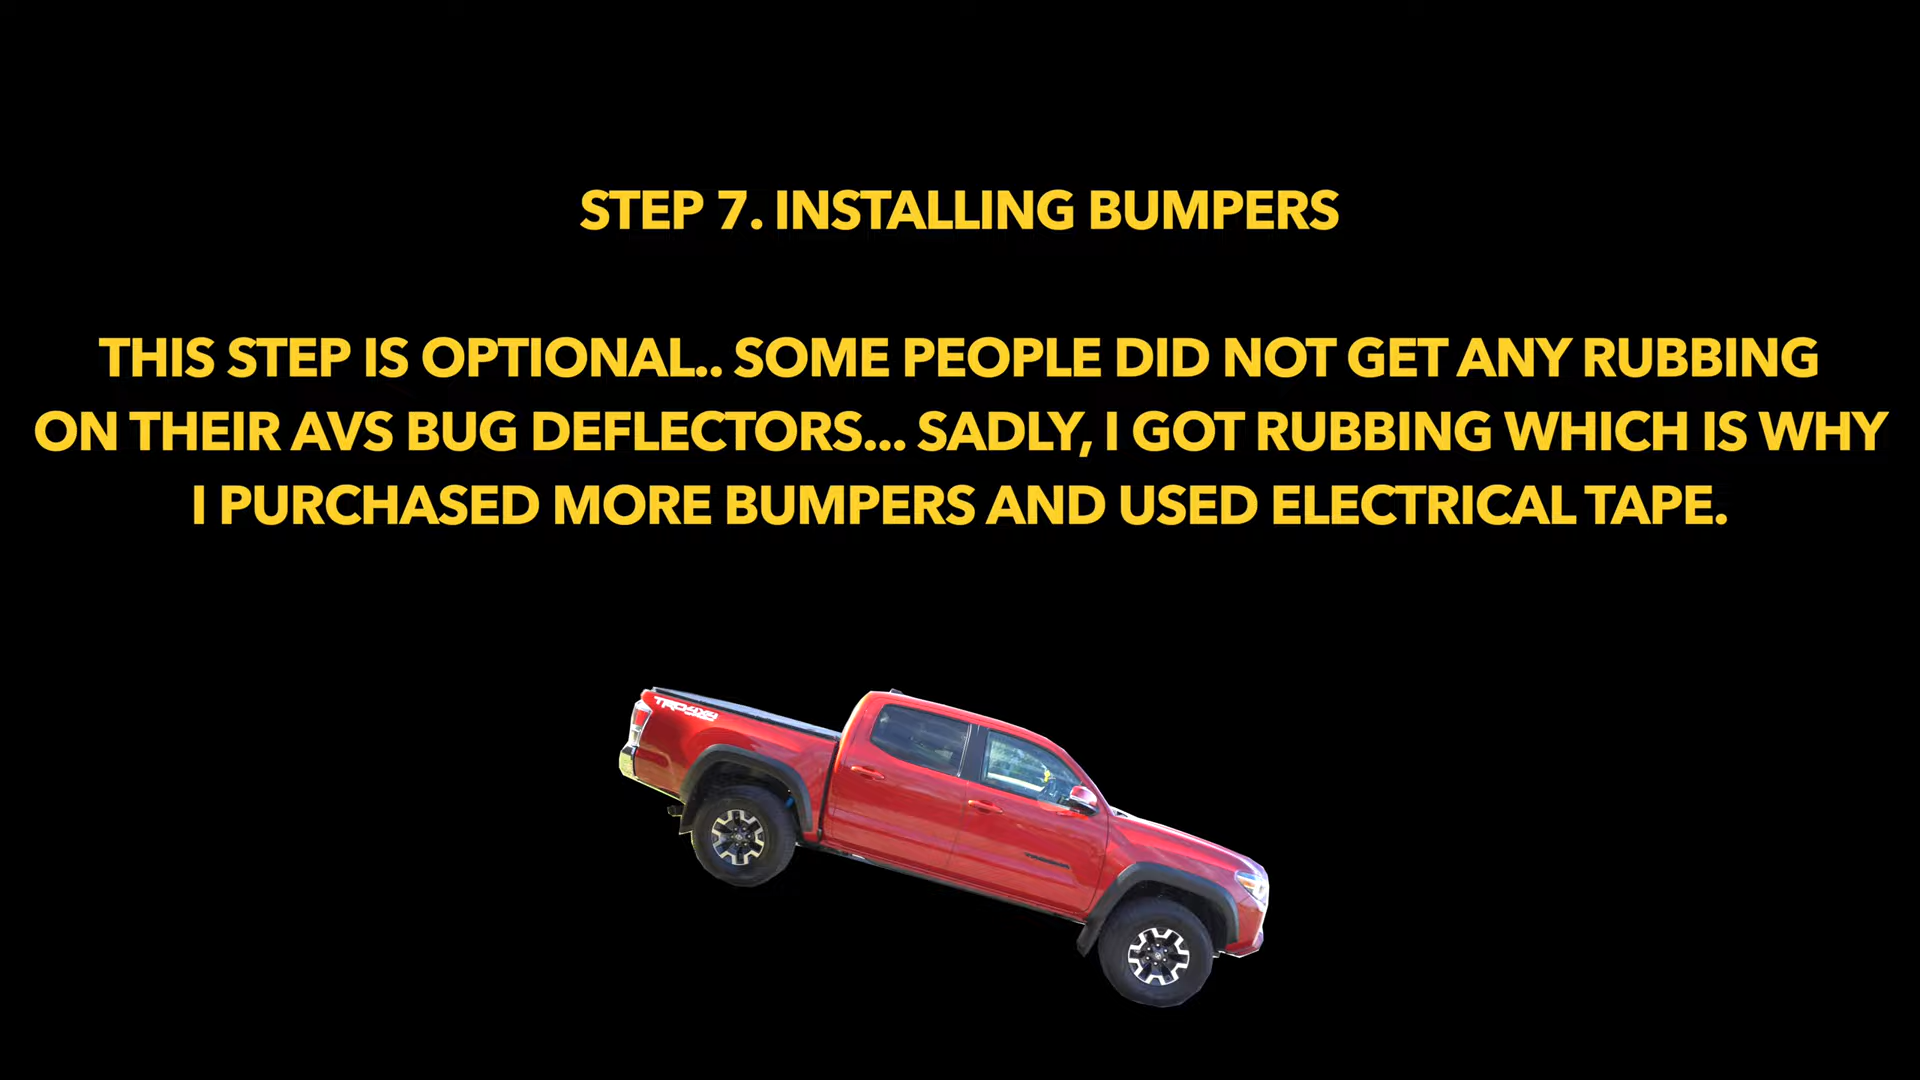 STEP 7. INSTALLING BUMPERS
THIS STEP IS OPTIONAL.. SOME PEOPLE DID NOT GET ANY RUBBING
ON THEIR AVS BUG DEFLECTORS... SADLY, I GOT RUBBING WHICH IS WHY
I PURCHASED MORE BUMPERS AND USED ELECTRICAL TAPE.